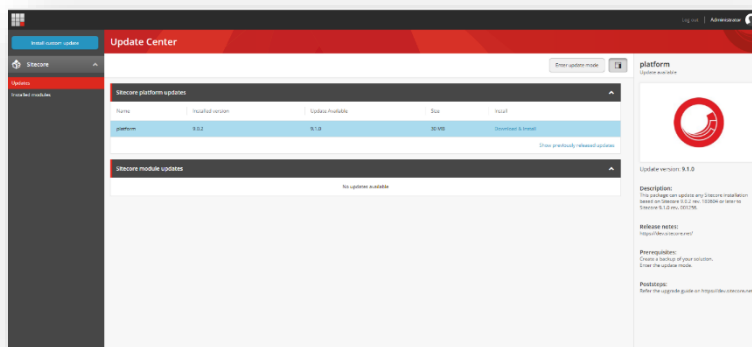 Log out | Administrator
Install custom update
Update Center
Sitecore
Enter update mode
platform
Update available
Updates
Installed modules
Sitecore platform updates
Name Installed version Update Available Size Install
platform 9.0.2 9.1.0 30 MB Download & Install
Show previously released updates
Sitecore module updates
No updates available
Update version: 9.1.0
Description:
This package can update any Sitecore installation
based on Sitecore 9.0.2 rev. or later to
Sitecore 9.1.0 rev.
Release notes:
https://dev.sitecore.net/
Prerequisites:
Create a backup of your solution.
Enter the update mode.
Poststeps:
Refer the upgrade guide on https://dev.sitecore.net